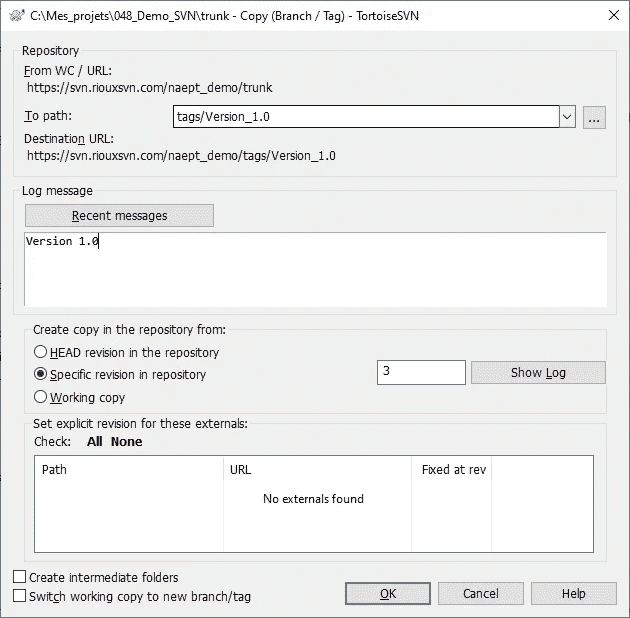 C:\Mes_projets\048_Demo_SVN\trunk - Copy (Branch / Tag) - TortoiseSVN
Repository
From WC / URL:
https://svn.riouxsvn.com/naept_demo/trunk
To path:
tags/Version_1.0
...
Destination URL:
https://svn.riouxsvn.com/naept_demo/tags/Version_1.0
Log message
Recent messages
Version 1.0
Create copy in the repository from:
HEAD revision in the repository
Specific revision in repository
3
Show Log
Working copy
Set explicit revision for these externals:
Check: All None
Path URL Fixed at rev
No externals found
Create intermediate folders
Switch working copy to new branch/tag
OK Cancel Help